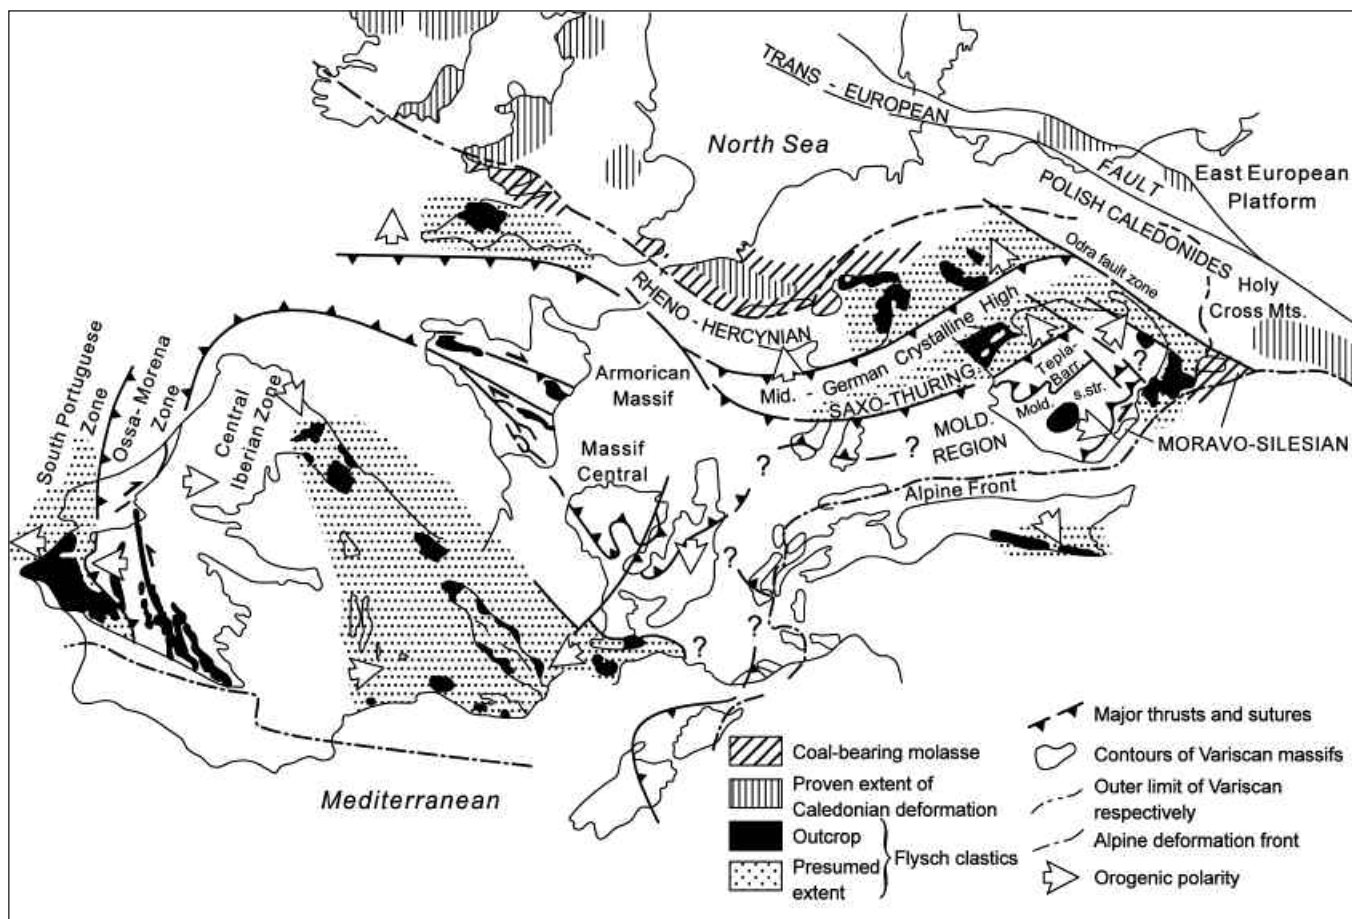 TRANS - EUROPEAN
FAULT
North Sea
East European
Platform
POLISH CALEDONIDES
Odra fault zone
Holy
Cross Mts.
RHENO - HERCYNIAN
Mid. - German Crystalline High
SAXO-THURING.
Tepla-
Barr.
Mold.
s.str.
?
MOLD.
REGION
?
?
MORAVO-SILESIAN
Alpine Front
Armorican
Massif
Massif
Central
South Portuguese
Zone
Ossa-Morena
Zone
Central
Iberian Zone
?
?
?
Mediterranean
Coal-bearing molasse
Proven extent of
Caledonian deformation
Outcrop
Presumed
extent
Flysch clastics
Major thrusts and sutures
Contours of Variscan massifs
Outer limit of Variscan
respectively
Alpine deformation front
Orogenic polarity